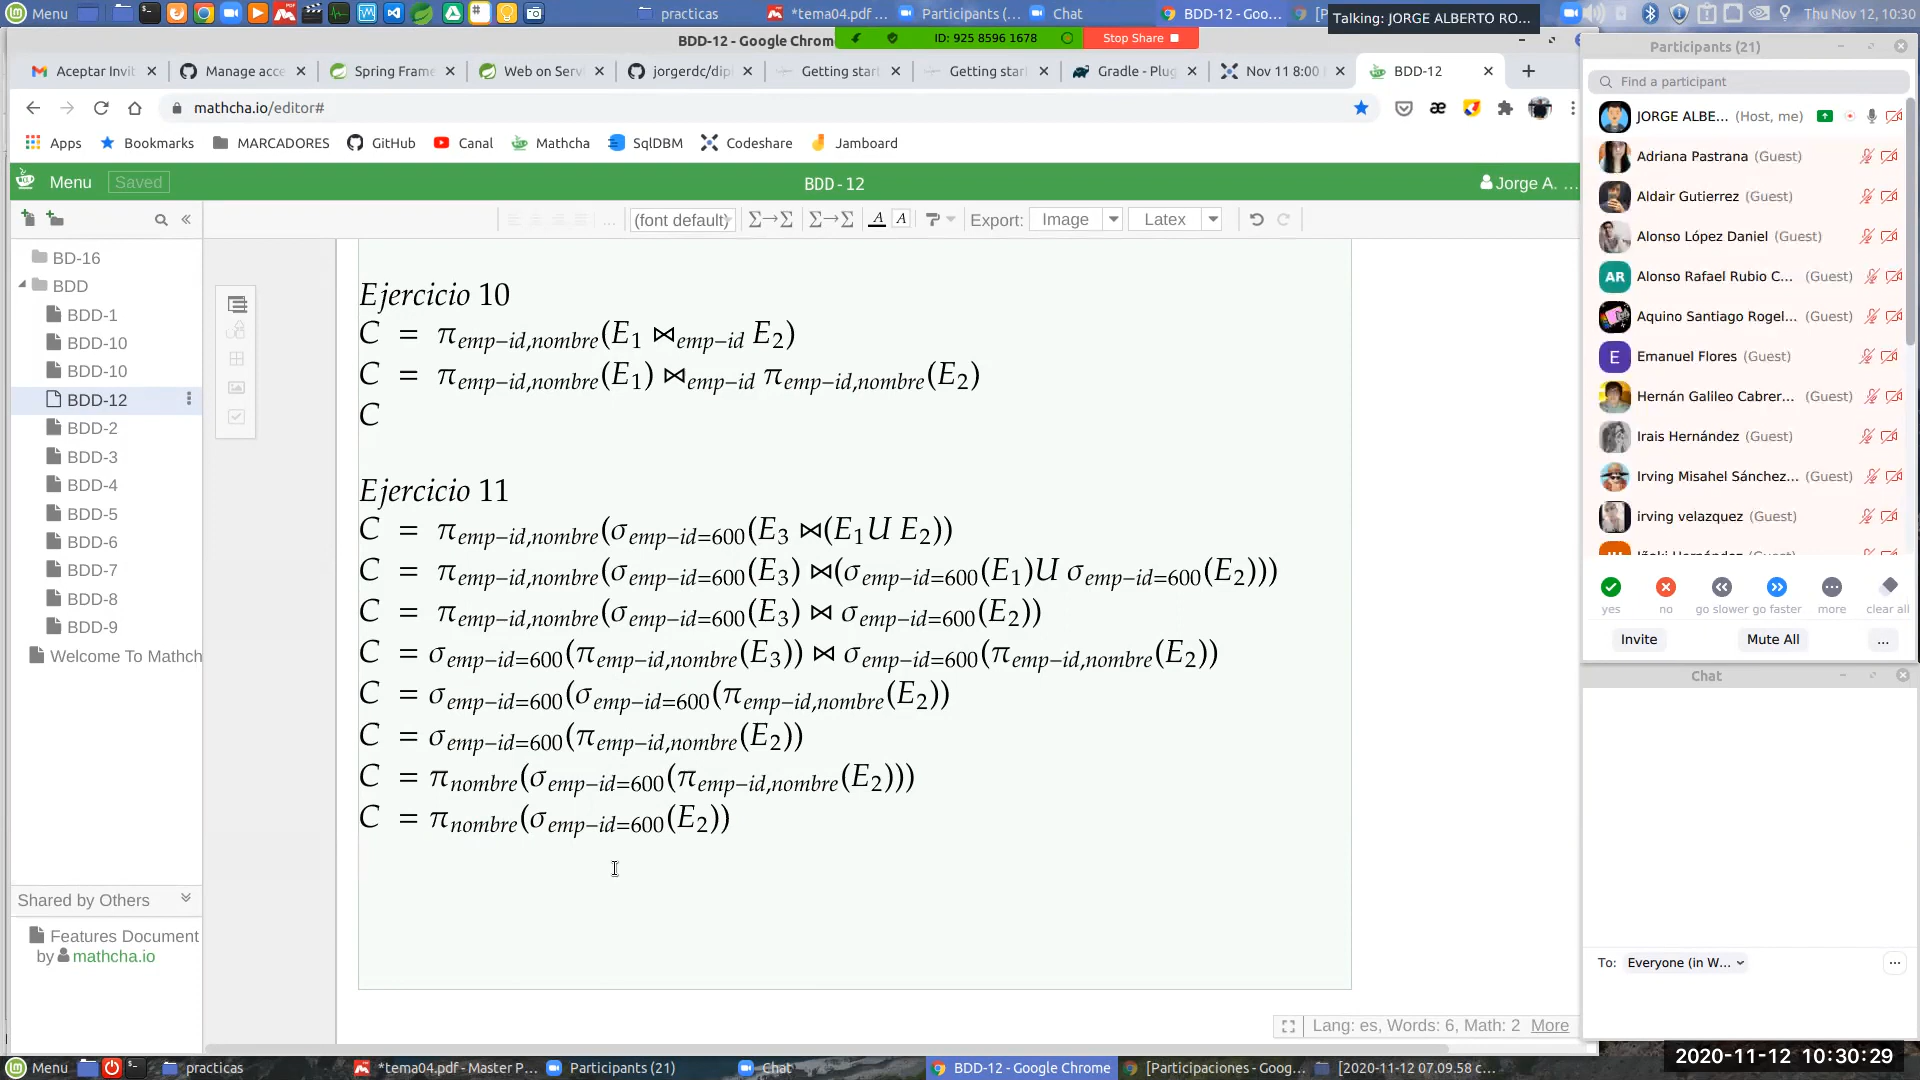 Menu
practicas
*tema04.pdf ...
Participants (...
Chat
BDD-12 - Goo...
Talking: JORGE ALBERTO RO...
Thu Nov 12, 10:30
BDD-12 - Google Chrom
ID: 925 8596 1678
Stop Share
Participants (21)
Aceptar Invit
Manage acce
Spring Frame
Web on Serv
jorgerdc/dip
Getting star
Getting star
Gradle - Plug
Nov 11 8:00
BDD-12
Find a participant
mathcha.io/editor#
JORGE ALBE... (Host, me)
Apps
Bookmarks
MARCADORES
GitHub
Canal
Mathcha
SqlDBM
Codeshare
Jamboard
Adriana Pastrana (Guest)
Menu
Saved
BDD-12
Jorge A. ...
Aldair Gutierrez (Guest)
(font default)
Σ→Σ
Σ→Σ
A
A
Export:
Image
Latex
Alonso López Daniel (Guest)
BD-16
BDD
BDD-1
BDD-10
BDD-10
BDD-12
BDD-2
BDD-3
BDD-4
BDD-5
BDD-6
BDD-7
BDD-8
BDD-9
Welcome To Mathch
Shared by Others
Features Document
by mathcha.io
Ejercicio 10
C = π emp−id,nombre (E1 ⋈ emp−id E2)
C = π emp−id,nombre (E1) ⋈ emp−id π emp−id,nombre (E2)
C
Ejercicio 11
C = π emp−id,nombre (σ emp−id=600 (E3 ⋈(E1 U E2))
C = π emp−id,nombre (σ emp−id=600 (E3) ⋈(σ emp−id=600 (E1)U σ emp−id=600 (E2)))
C = π emp−id,nombre (σ emp−id=600 (E3) ⋈ σ emp−id=600 (E2))
C = σ emp−id=600 (π emp−id,nombre (E3)) ⋈ σ emp−id=600 (π emp−id,nombre (E2))
C = σ emp−id=600 (σ emp−id=600 (π emp−id,nombre (E2))
C = σ emp−id=600 (π emp−id,nombre (E2))
C = π nombre (σ emp−id=600 (π emp−id,nombre (E2)))
C = π nombre (σ emp−id=600 (E2))
Lang: es, Words: 6, Math: 2 More
AR Alonso Rafael Rubio C... (Guest)
Aquino Santiago Rogel... (Guest)
E Emanuel Flores (Guest)
Hernán Galileo Cabrer... (Guest)
Irais Hernández (Guest)
Irving Misahel Sánchez... (Guest)
irving velazquez (Guest)
yes
no
go slower
go faster
more
clear all
Invite
Mute All
...
Chat
To: Everyone (in W...
Menu
practicas
*tema04.pdf - Master P...
Participants (21)
Chat
BDD-12 - Google Chrome
[Participaciones - Goog...
[2020-11-12 07.09.58 c...
2020-11-12 10:30:29